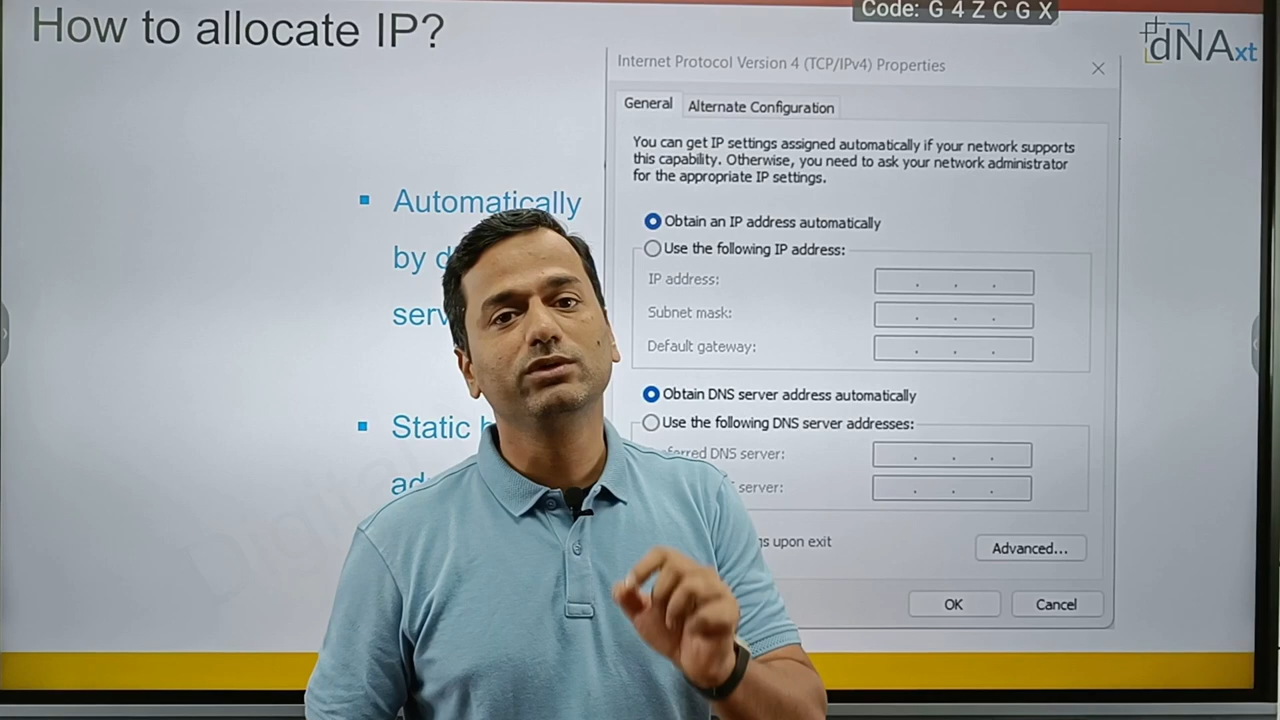 Code: G4ZCGX
How to allocate IP?
dNAxt
Internet Protocol Version 4 (TCP/IPv4) Properties
General
Alternate Configuration
You can get IP settings assigned automatically if your network supports
this capability. Otherwise, you need to ask your network administrator
for the appropriate IP settings.
Automatically
by
Static
Obtain an IP address automatically
Use the following IP address:
IP address:
Subnet mask:
Default gateway:
Obtain DNS server address automatically
Use the following DNS server addresses:
DNS server:
server:
upon exit
Advanced...
OK
Cancel